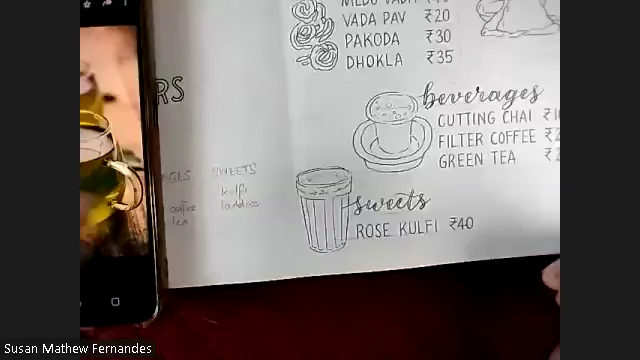 VADA PAV ₹20
PAKODA ₹30
DHOKLA ₹35
RS
beverages
CUTTING CHAI
FILTER COFFEE
GREEN TEA
SWEETS
kulfi
coffee
tea
sweets
ROSE KULFI ₹40
Susan Mathew Fernandes